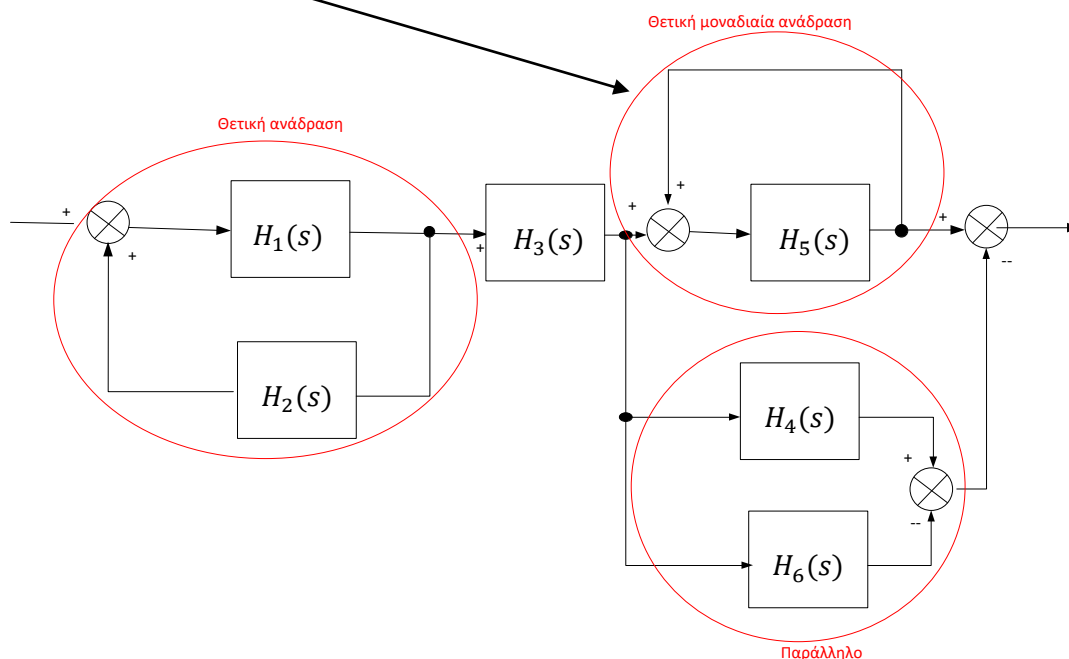 Θετική μοναδιαία ανάδραση
Θετική ανάδραση
+
+
H₁(s)
H₂(s)
+
H₃(s)
+
+
H₅(s)
+
--
H₄(s)
+
--
H₆(s)
Παράλληλο